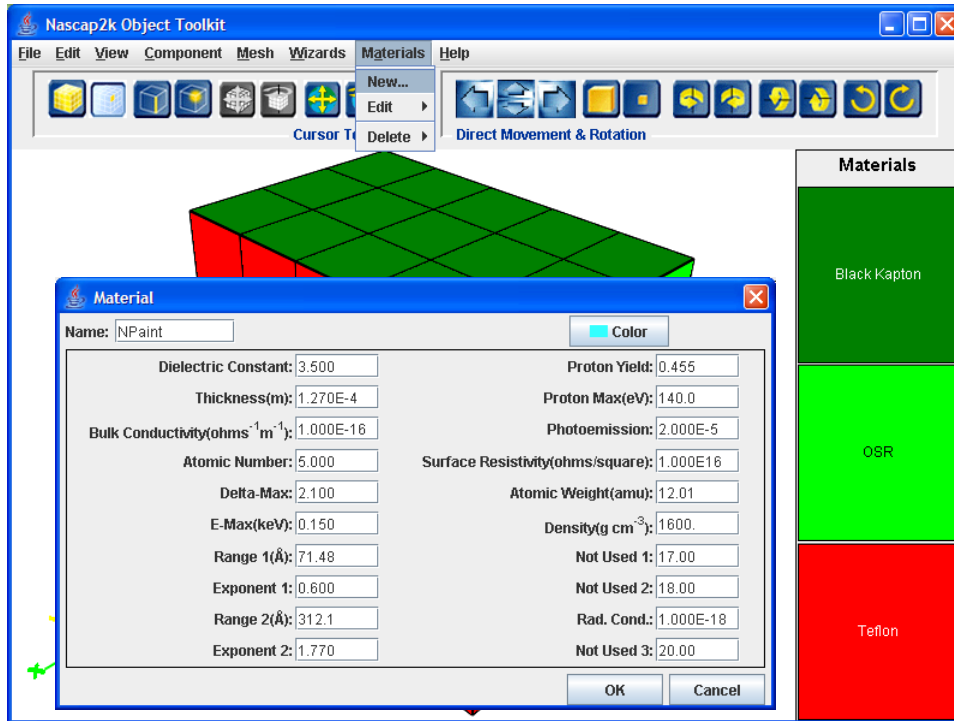 Nascap2k Object Toolkit
File Edit View Component Mesh Wizards Materials Help
New...
Edit
Delete
Direct Movement & Rotation
Materials
Black Kapton
OSR
Teflon
Material
Name: NPaint
Color
Dielectric Constant: 3.500
Thickness(m): 1.270E-4
Bulk Conductivity(ohms⁻¹m⁻¹): 1.000E-16
Atomic Number: 5.000
Delta-Max: 2.100
E-Max(keV): 0.150
Range 1(Å): 71.48
Exponent 1: 0.600
Range 2(Å): 312.1
Exponent 2: 1.770
Proton Yield: 0.455
Proton Max(eV): 140.0
Photoemission: 2.000E-5
Surface Resistivity(ohms/square): 1.000E16
Atomic Weight(amu): 12.01
Density(g cm⁻³): 1600.
Not Used 1: 17.00
Not Used 2: 18.00
Rad. Cond.: 1.000E-18
Not Used 3: 20.00
OK Cancel
Cursor